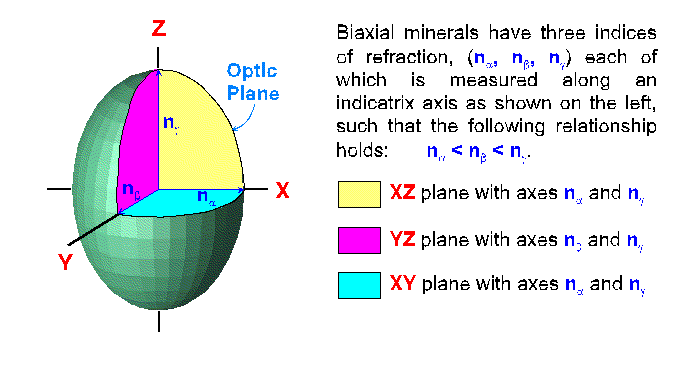 Z
Optic
Plane
nγ
nβ
nα
X
Y
Biaxial minerals have three indices
of refraction, (nα, nβ, nγ) each of
which is measured along an
indicatrix axis as shown on the left,
such that the following relationship
holds: nα < nβ < nγ.
XZ plane with axes nα and nγ
YZ plane with axes nβ and nγ
XY plane with axes nα and nγ